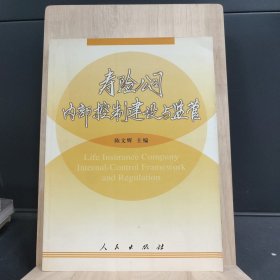 寿险公司
内部控制建设与监管
陈文辉 主编
Life Insurance Company
Internal-Control Framework
and Regulation
人民出版社